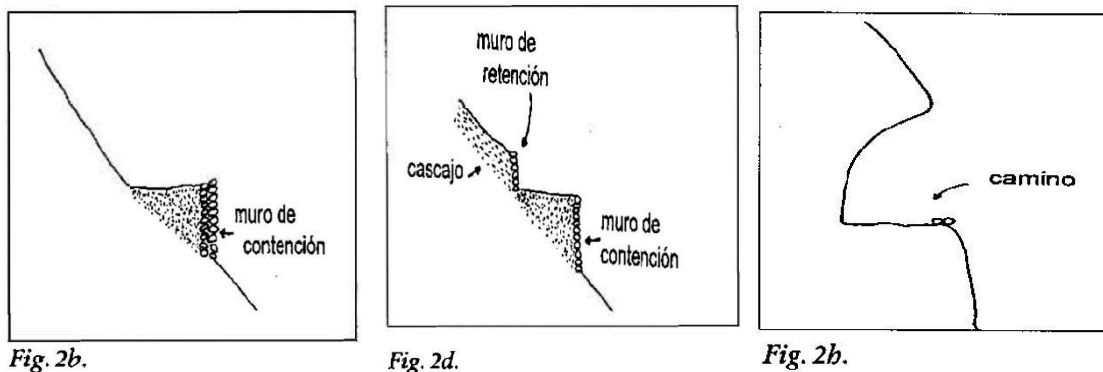 muro de
contención
Fig. 2b.
muro de
retención
cascajo
muro de
contención
Fig. 2d.
camino
Fig. 2h.